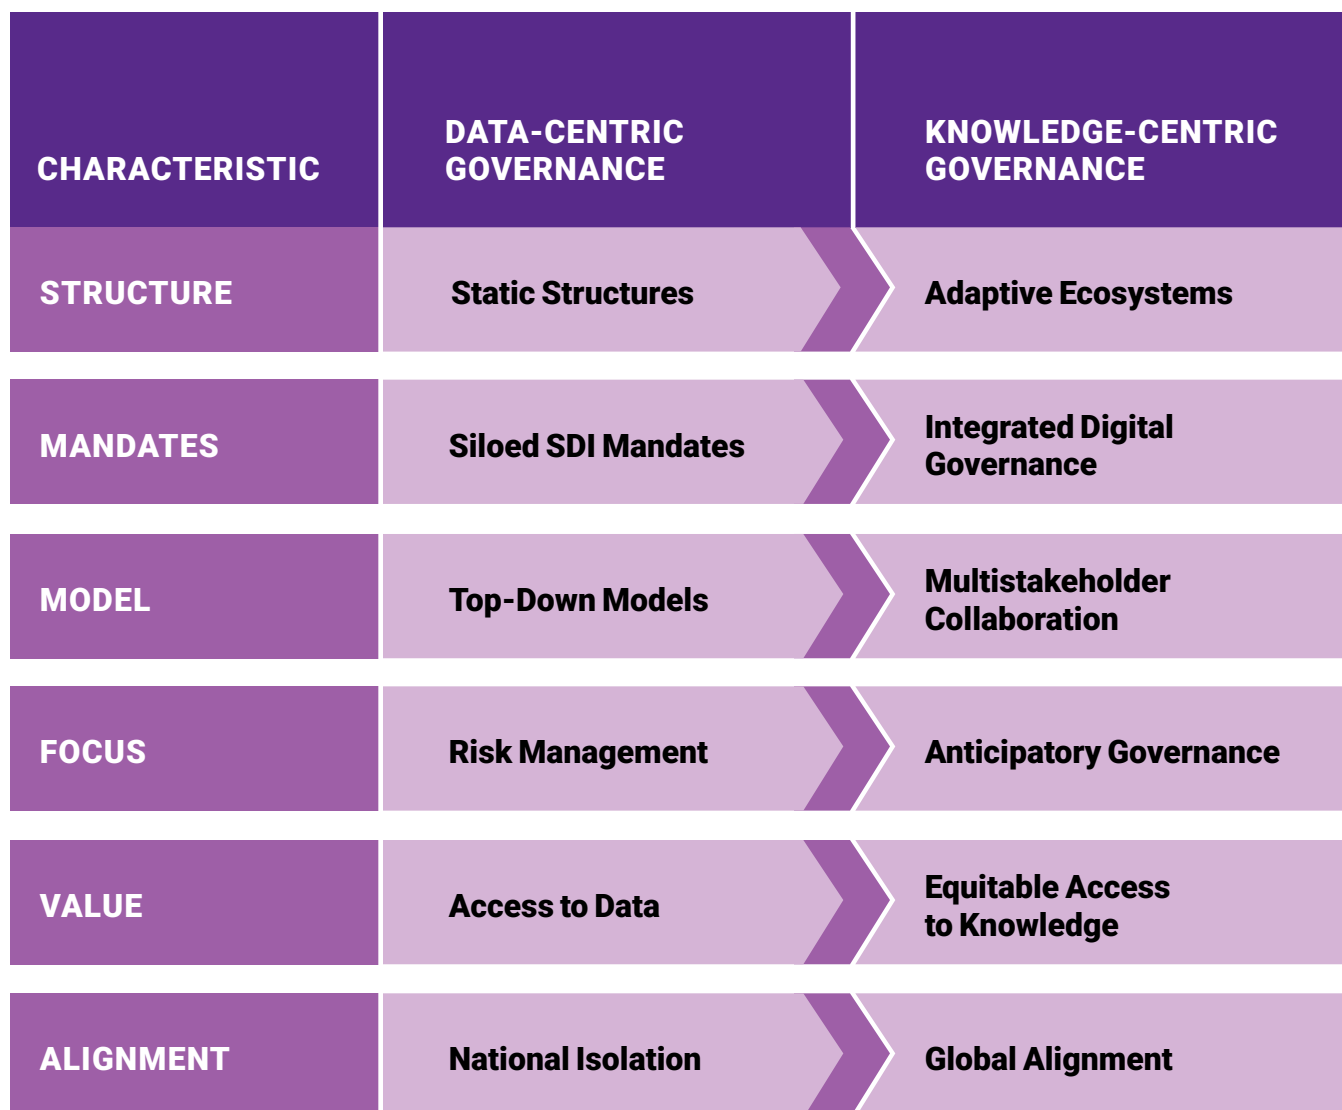 CHARACTERISTIC
DATA-CENTRIC
GOVERNANCE
KNOWLEDGE-CENTRIC
GOVERNANCE
STRUCTURE
Static Structures
Adaptive Ecosystems
MANDATES
Siloed SDI Mandates
Integrated Digital
Governance
MODEL
Top-Down Models
Multistakeholder
Collaboration
FOCUS
Risk Management
Anticipatory Governance
VALUE
Access to Data
Equitable Access
to Knowledge
ALIGNMENT
National Isolation
Global Alignment